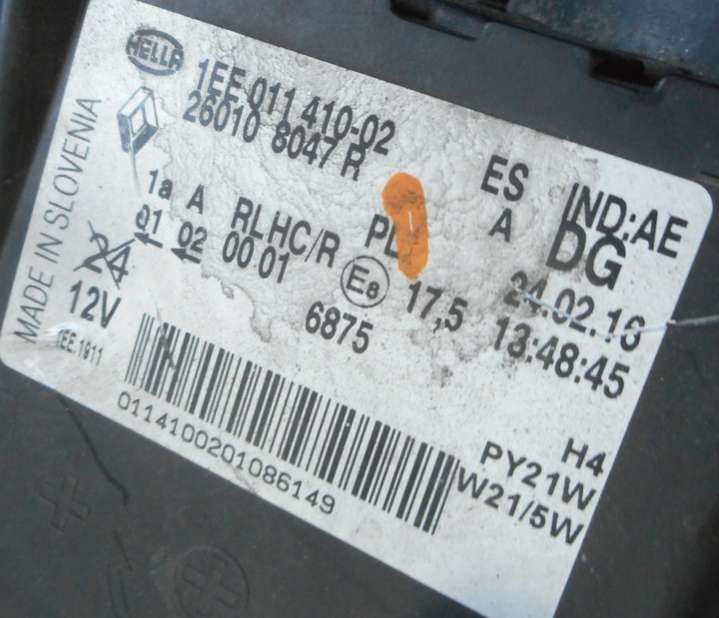 HELLA
1EE 011 410-02
26010 8047 R
ES
IND:AE
1a A
RLHC/R
PL
A
DG
01 02
00 01
E8
17,5
24.02.16
24
12V
6875
13:48:45
MADE IN SLOVENIA
1EE.1911
0114100201086149
H4
PY21W
W21/5W